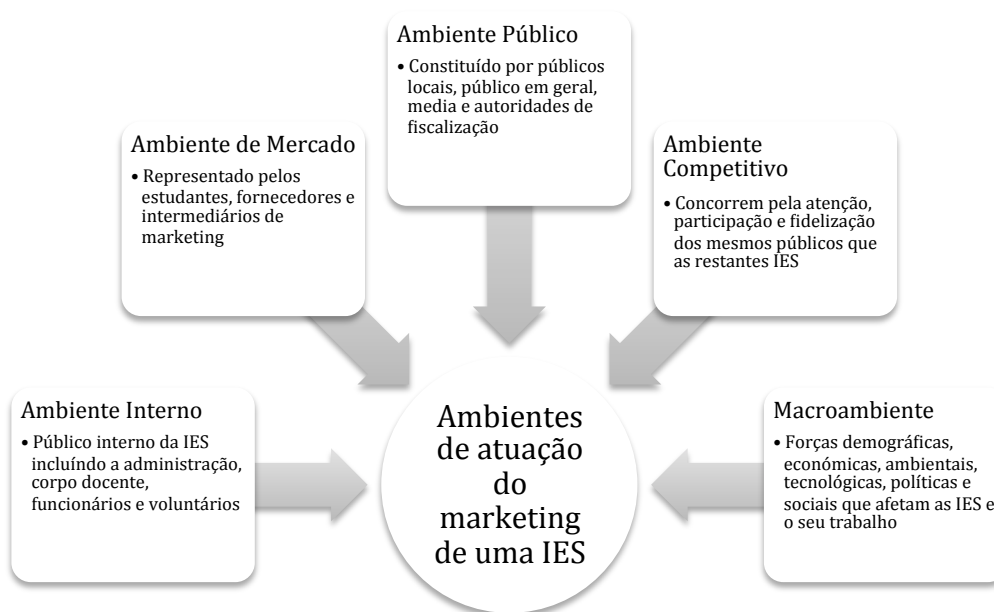 Ambiente Público
• Constituído por públicos
locais, público em geral,
media e autoridades de
fiscalização
Ambiente de Mercado
• Representado pelos
estudantes, fornecedores e
intermediários de
marketing
Ambiente
Competitivo
• Concorrem pela atenção,
participação e fidelização
dos mesmos públicos que
as restantes IES
Ambiente Interno
• Público interno da IES
incluíndo a administração,
corpo docente,
funcionários e voluntários
Ambientes
de atuação
do
marketing
de uma IES
Macroambiente
• Forças demográficas,
económicas, ambientais,
tecnológicas, políticas e
sociais que afetam as IES e
o seu trabalho